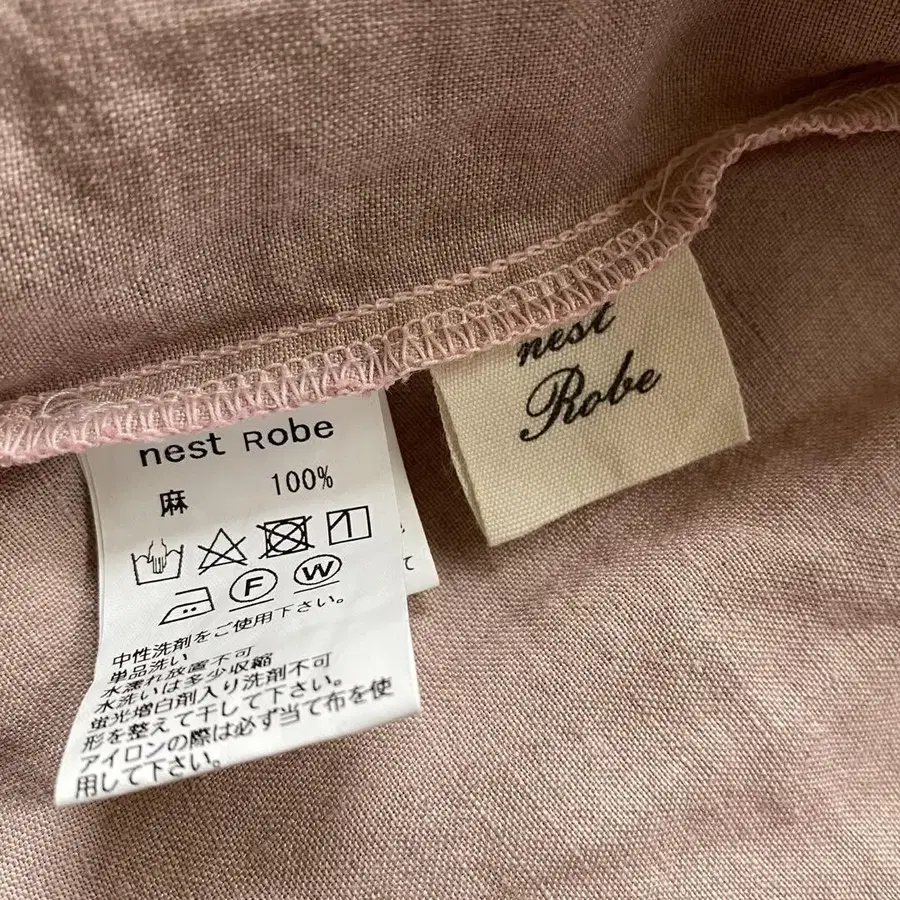 nest Robe
麻 100%
F W
中性洗剤をご使用下さい。
単品洗い
水濡れ放置不可
水洗いは多少収縮
蛍光増白剤入り洗剤不可
形を整えて干して下さい。
アイロンの際は必ず当て布を使
用して下さい。
て
nest
Robe